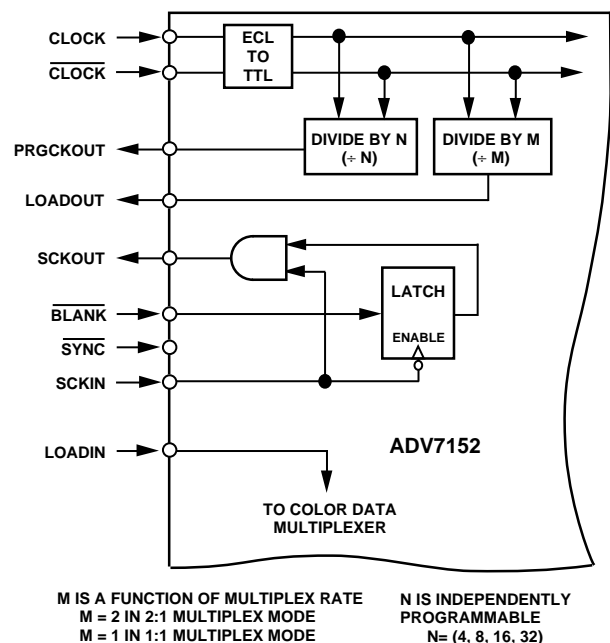 CLOCK
CLOCK
ECL
TO
TTL
DIVIDE BY N
(÷ N)
DIVIDE BY M
(÷ M)
PRGCKOUT
LOADOUT
SCKOUT
BLANK
SYNC
SCKIN
LATCH
ENABLE
LOADIN
ADV7152
TO COLOR DATA
MULTIPLEXER
M IS A FUNCTION OF MULTIPLEX RATE
M = 2 IN 2:1 MULTIPLEX MODE
M = 1 IN 1:1 MULTIPLEX MODE
N IS INDEPENDENTLY
PROGRAMMABLE
N= (4, 8, 16, 32)